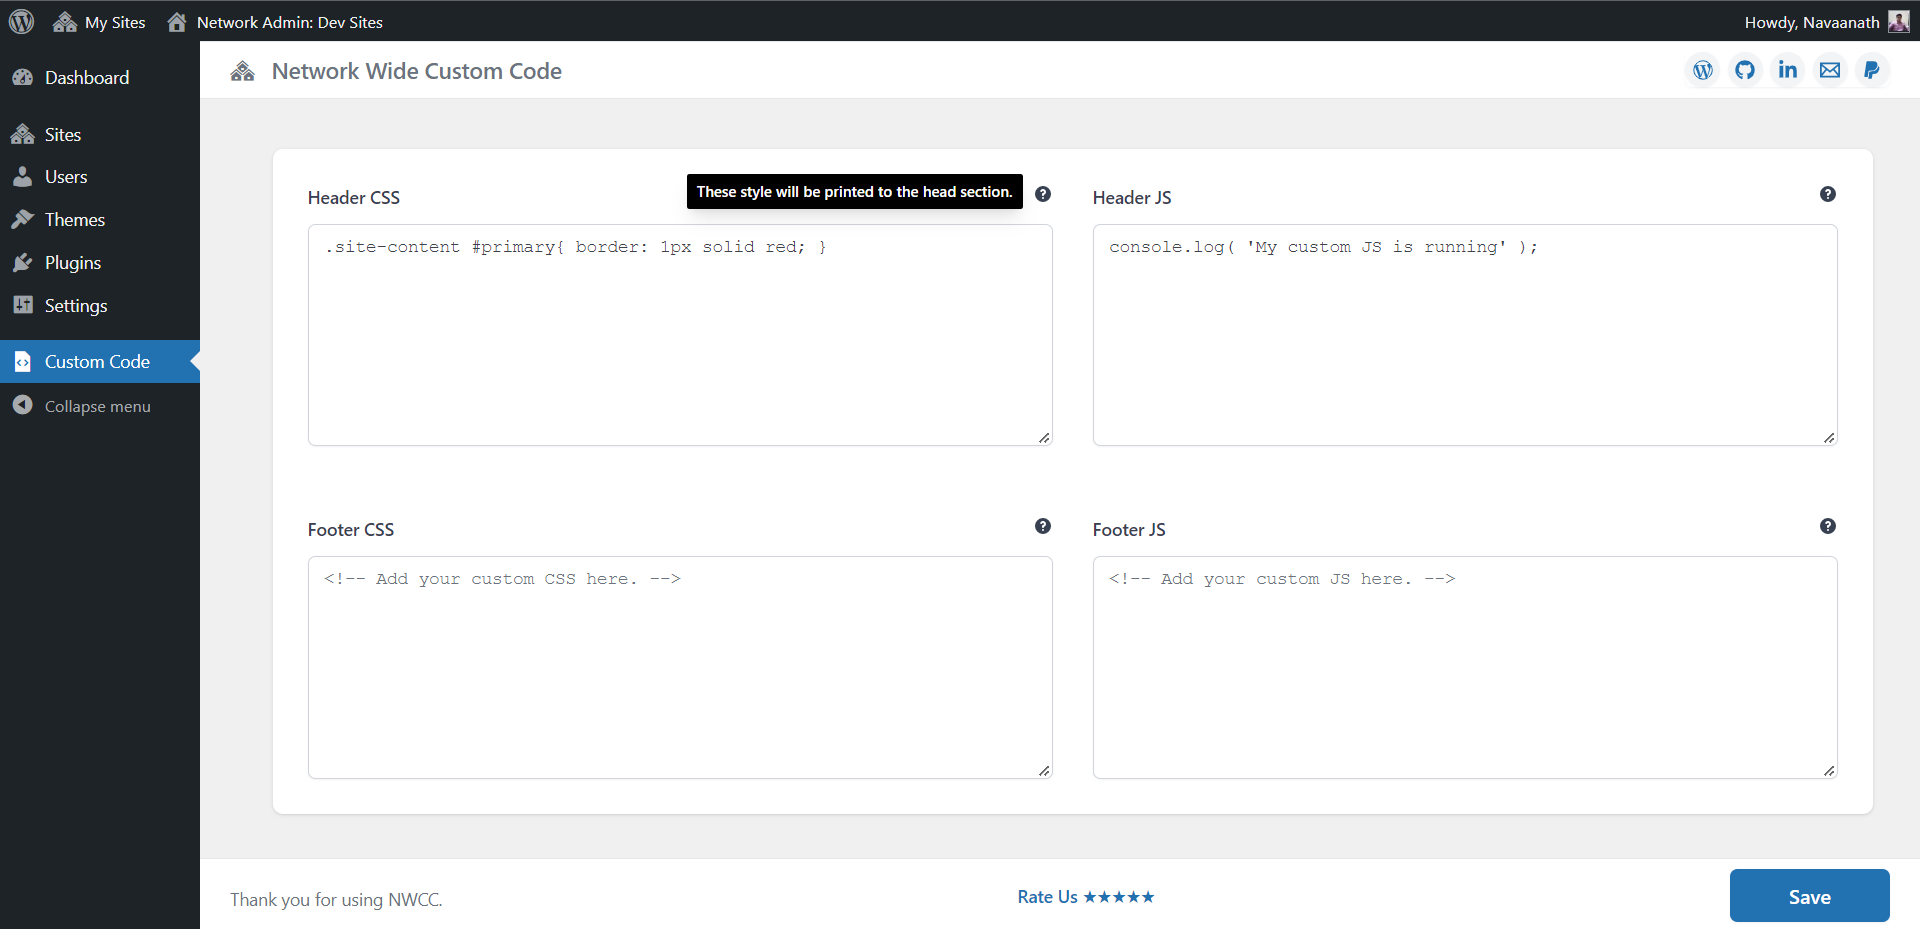 My Sites Network Admin: Dev Sites Howdy, Navaanath
Dashboard
Sites
Users
Themes
Plugins
Settings
Custom Code
Collapse menu
Network Wide Custom Code
Header CSS
These style will be printed to the head section.
.site-content #primary{ border: 1px solid red; }
Header JS
console.log( 'My custom JS is running' );
Footer CSS
<!-- Add your custom CSS here. -->
Footer JS
<!-- Add your custom JS here. -->
Thank you for using NWCC.
Rate Us ★★★★★
Save